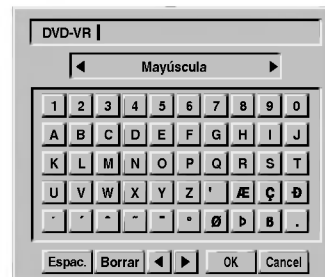 DVD-VR
◀ Mayúscula ▶
1 2 3 4 5 6 7 8 9 0
A B C D E F G H I J
K L M N O P Q R S T
U V W X Y Z ' Æ Ç Ð
Ø Þ ß .
Espac. Borrar ◀ ▶ OK Cancel